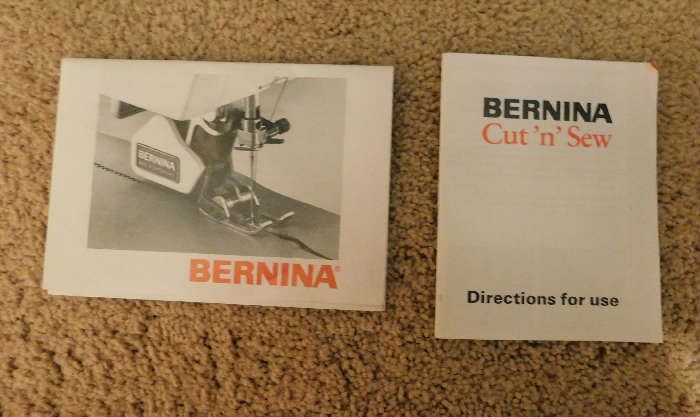 BERNINA
BERNINA®
BERNINA
Cut 'n' Sew
Directions for use